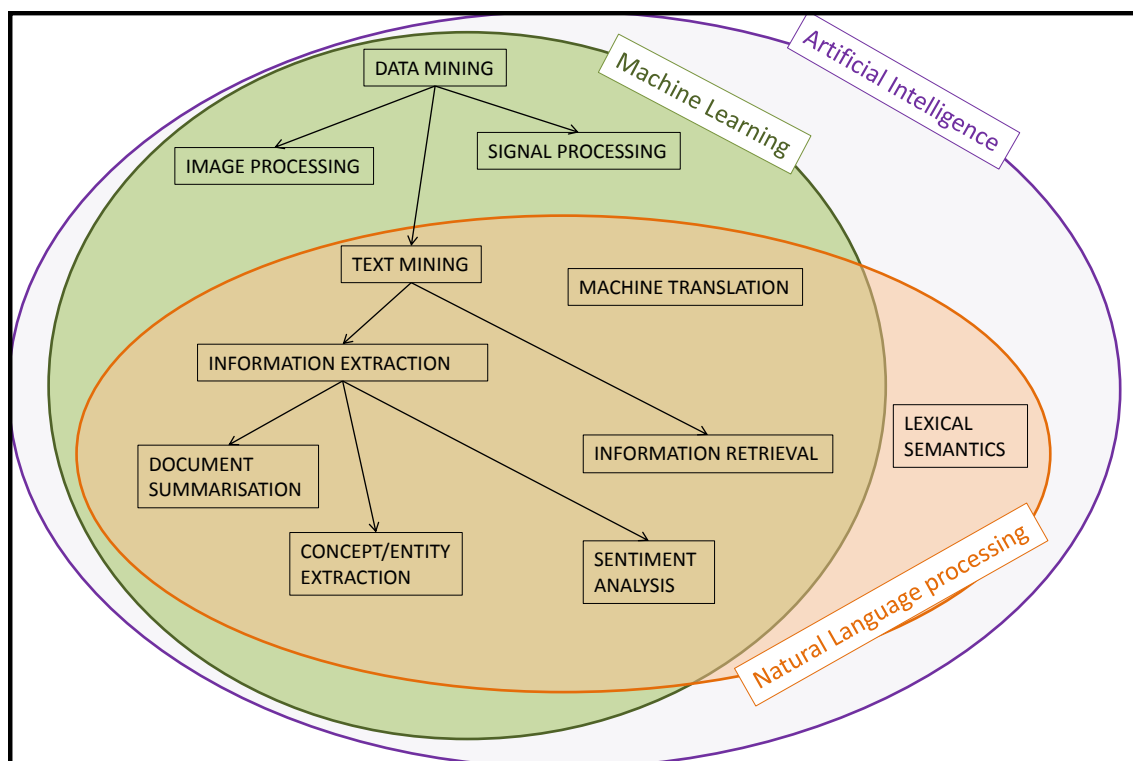 Artificial Intelligence
Machine Learning
DATA MINING
IMAGE PROCESSING
SIGNAL PROCESSING
TEXT MINING
MACHINE TRANSLATION
INFORMATION EXTRACTION
DOCUMENT
SUMMARISATION
INFORMATION RETRIEVAL
LEXICAL
SEMANTICS
CONCEPT/ENTITY
EXTRACTION
SENTIMENT
ANALYSIS
Natural Language processing